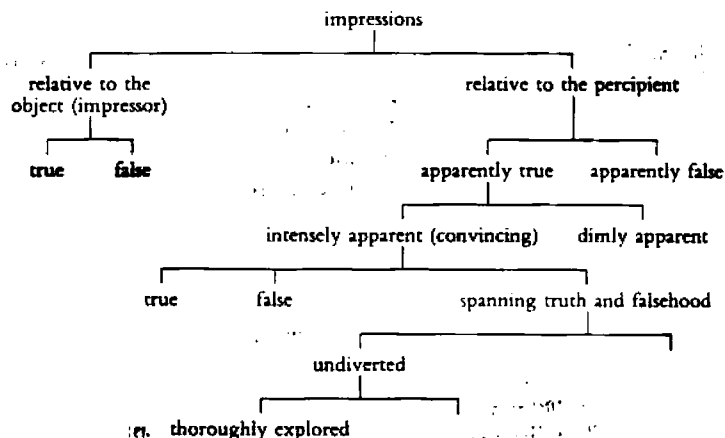 impressions
relative to the
object (impressor)
relative to the percipient
true false
apparently true apparently false
intensely apparent (convincing) dimly apparent
true false spanning truth and falsehood
undiverted
thoroughly explored